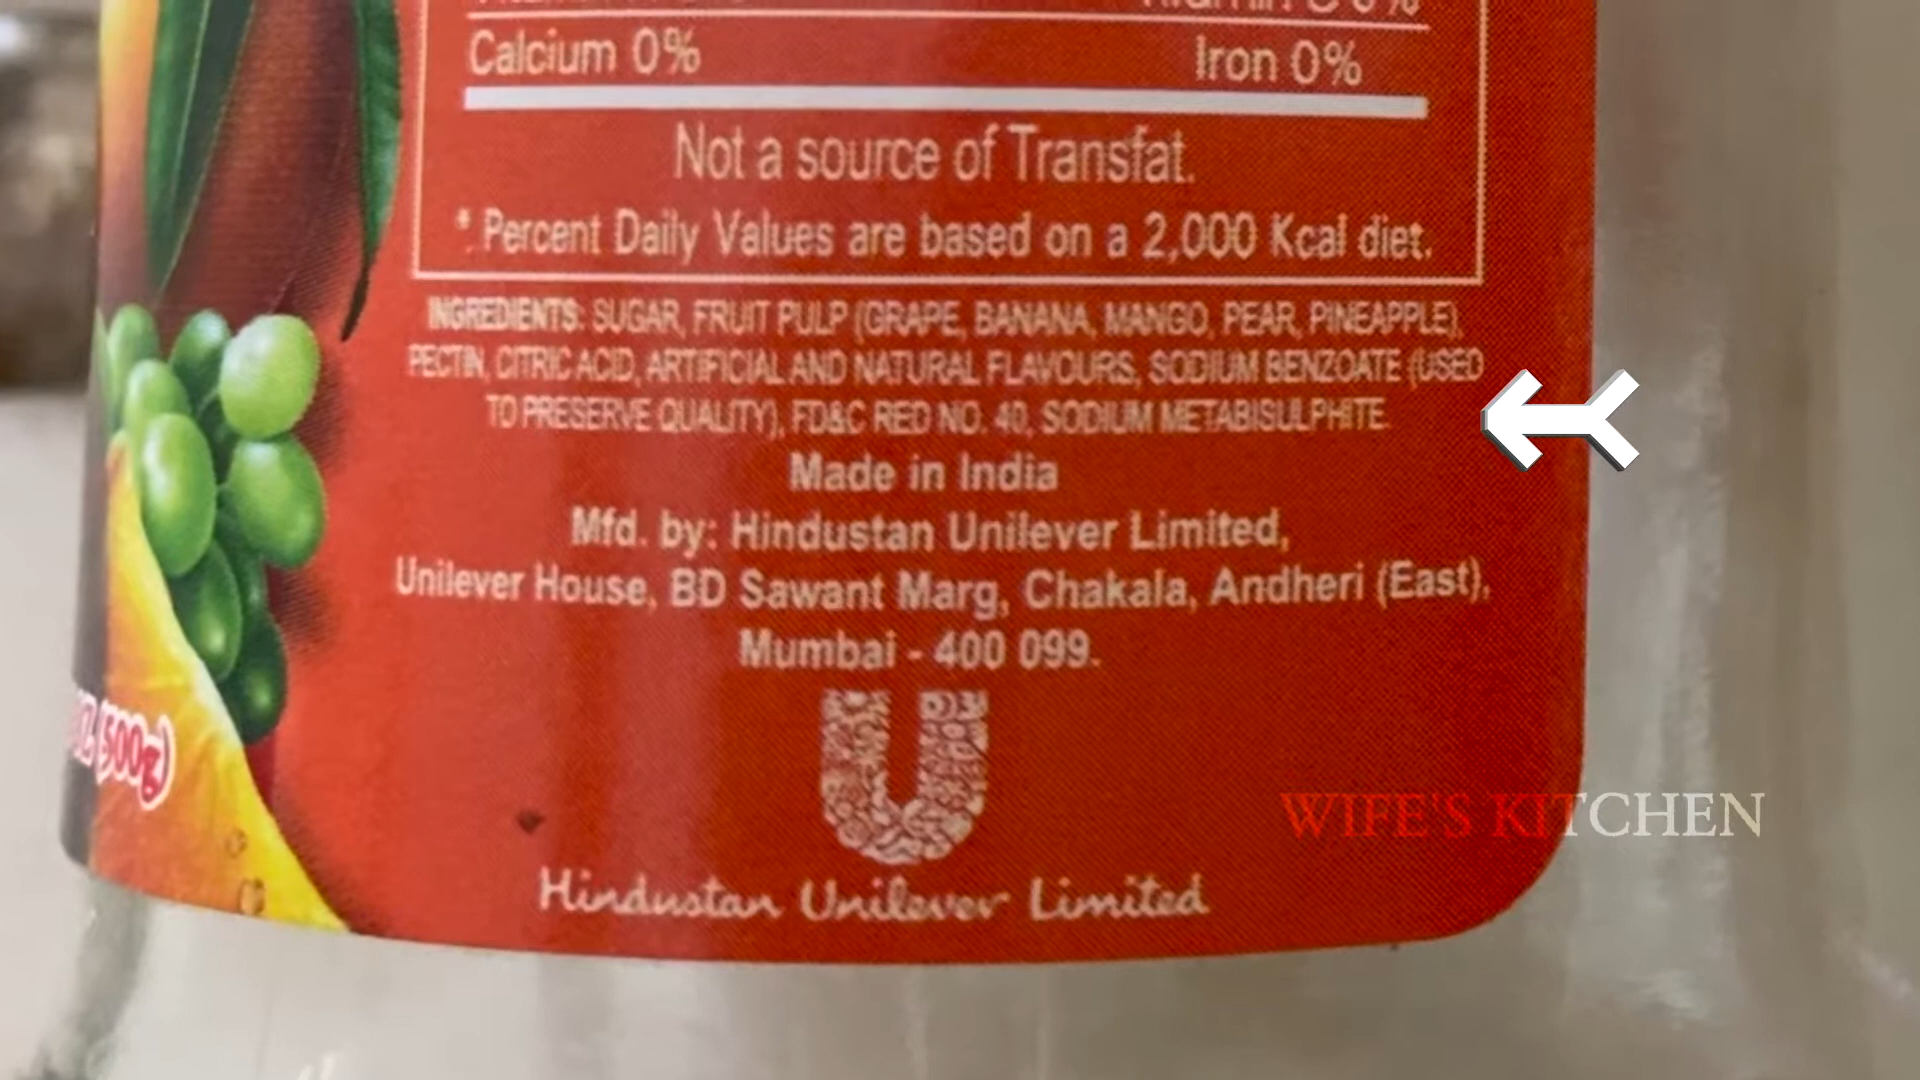 Calcium 0% Iron 0%
Not a source of Transfat.
* Percent Daily Values are based on a 2,000 Kcal diet.
INGREDIENTS: SUGAR, FRUIT PULP (GRAPE, BANANA, MANGO, PEAR, PINEAPPLE),
PECTIN, CITRIC ACID, ARTIFICIAL AND NATURAL FLAVOURS, SODIUM BENZOATE (USED
TO PRESERVE QUALITY), FD&C RED NO. 40, SODIUM METABISULPHITE.
Made in India
Mfd. by: Hindustan Unilever Limited,
Unilever House, BD Sawant Marg, Chakala, Andheri (East),
Mumbai - 400 099.
(500g)
Hindustan Unilever Limited
WIFE'S KITCHEN